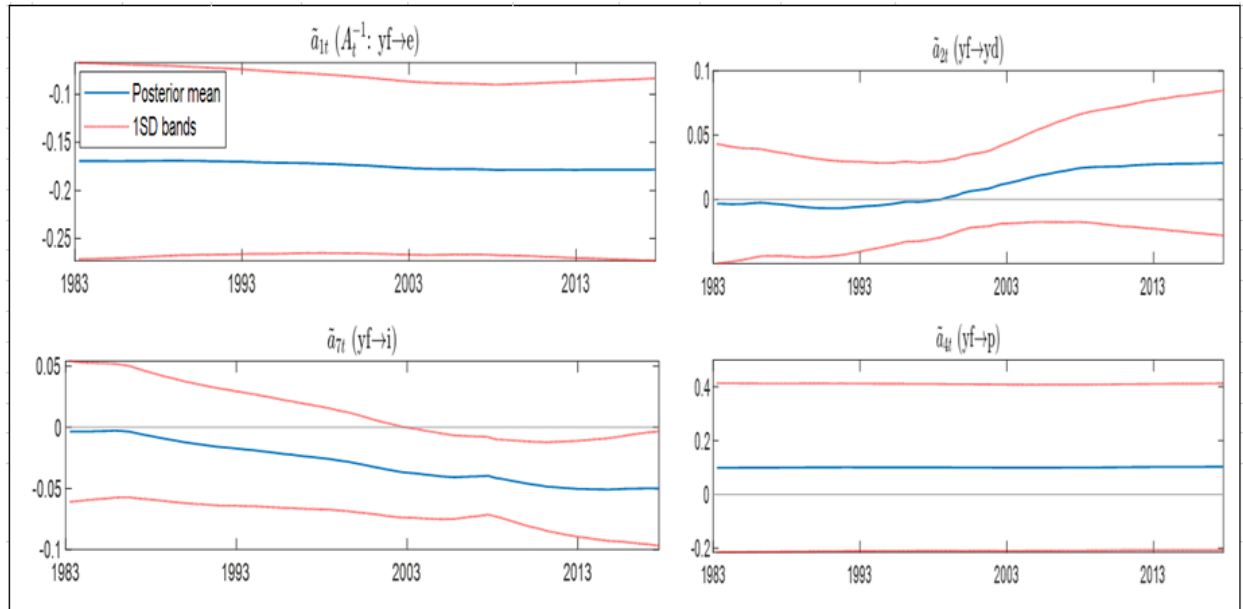 ã₁ₜ (Aₜ⁻¹: yf→e)
-0.1
-0.15
-0.2
-0.25
Posterior mean
1SD bands
1983 1993 2003 2013
ã₂ₜ (yf→yd)
0.1
0.05
0
-0.05
1983 1993 2003 2013
ã₇ₜ (yf→i)
0.05
0
-0.05
-0.1
1983 1993 2003 2013
ã₄ₜ (yf→p)
0.4
0.2
0
-0.2
1983 1993 2003 2013